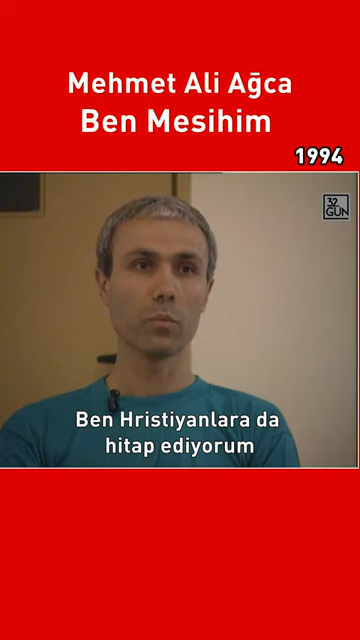 Mehmet Ali Ağca
Ben Mesihim
1994
32.
GÜN
Ben Hristiyanlara da
hitap ediyorum